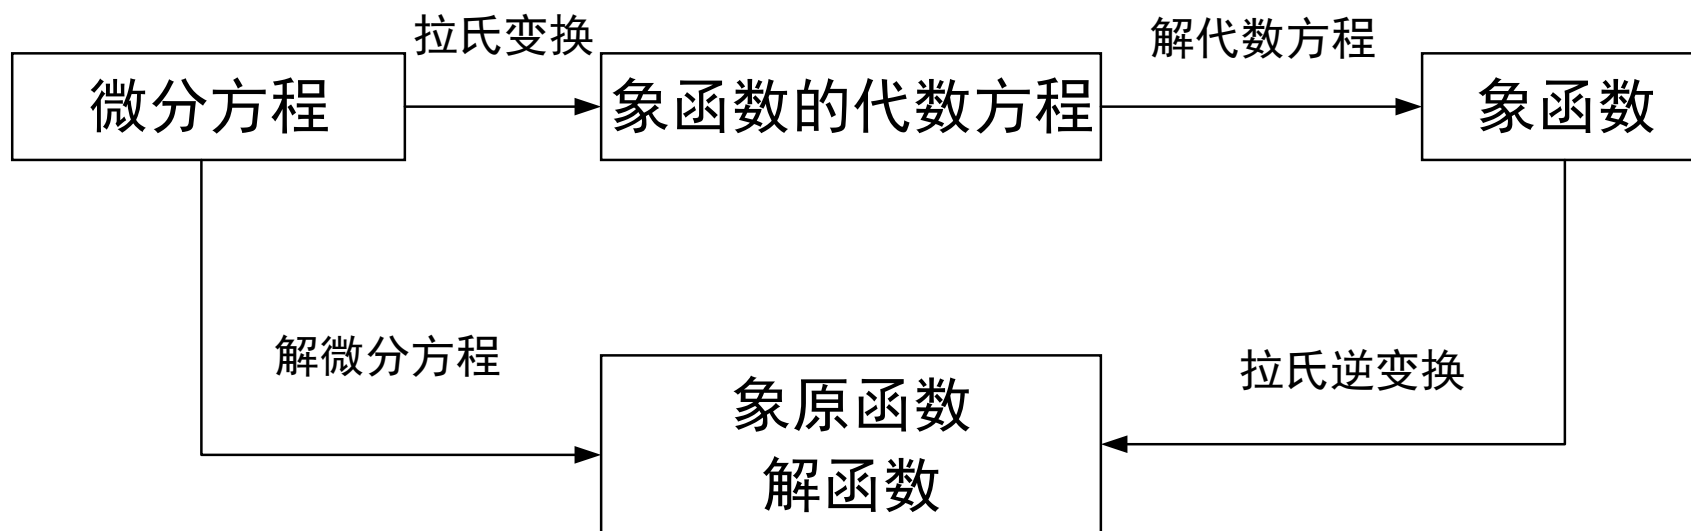 拉氏变换
解代数方程
微分方程
象函数的代数方程
象函数
解微分方程
拉氏逆变换
象原函数
解函数